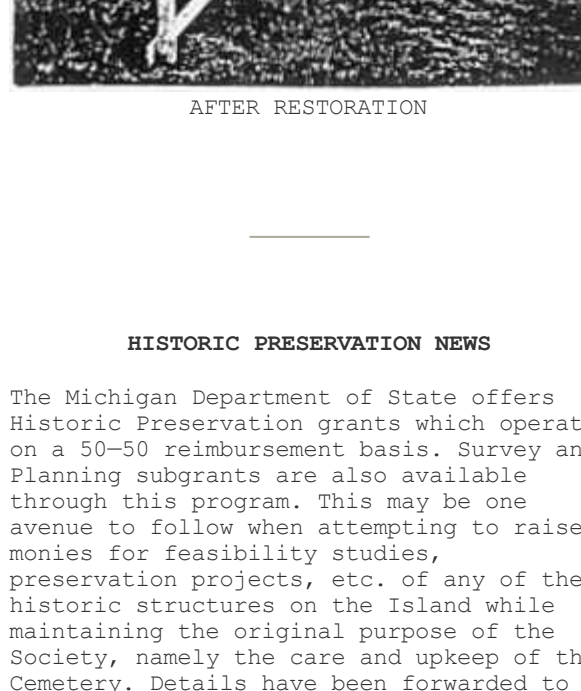 AFTER RESTORATION
HISTORIC PRESERVATION NEWS
The Michigan Department of State offers
Historic Preservation grants which operat
on a 50—50 reimbursement basis. Survey an
Planning subgrants are also available
through this program. This may be one
avenue to follow when attempting to raise
monies for feasibility studies,
preservation projects, etc. of any of the
historic structures on the Island while
maintaining the original purpose of the
Society, namely the care and upkeep of th
Cemetery. Details have been forwarded to